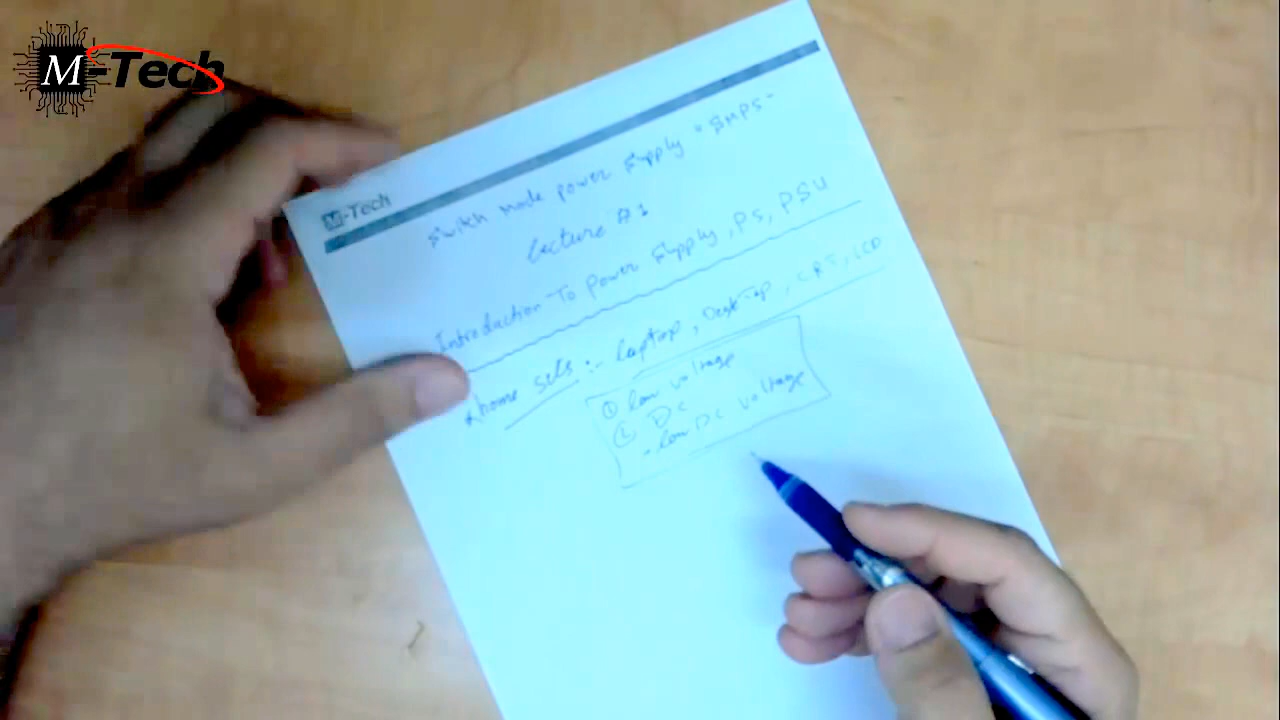 M-Tech
M-Tech
Switch mode power supply "SMPS"
Lecture #1
Introduction To power supply, PS, PSU
home sets :- laptop, Desktop, CRT, LCD
① low voltage
② DC
low DC voltage